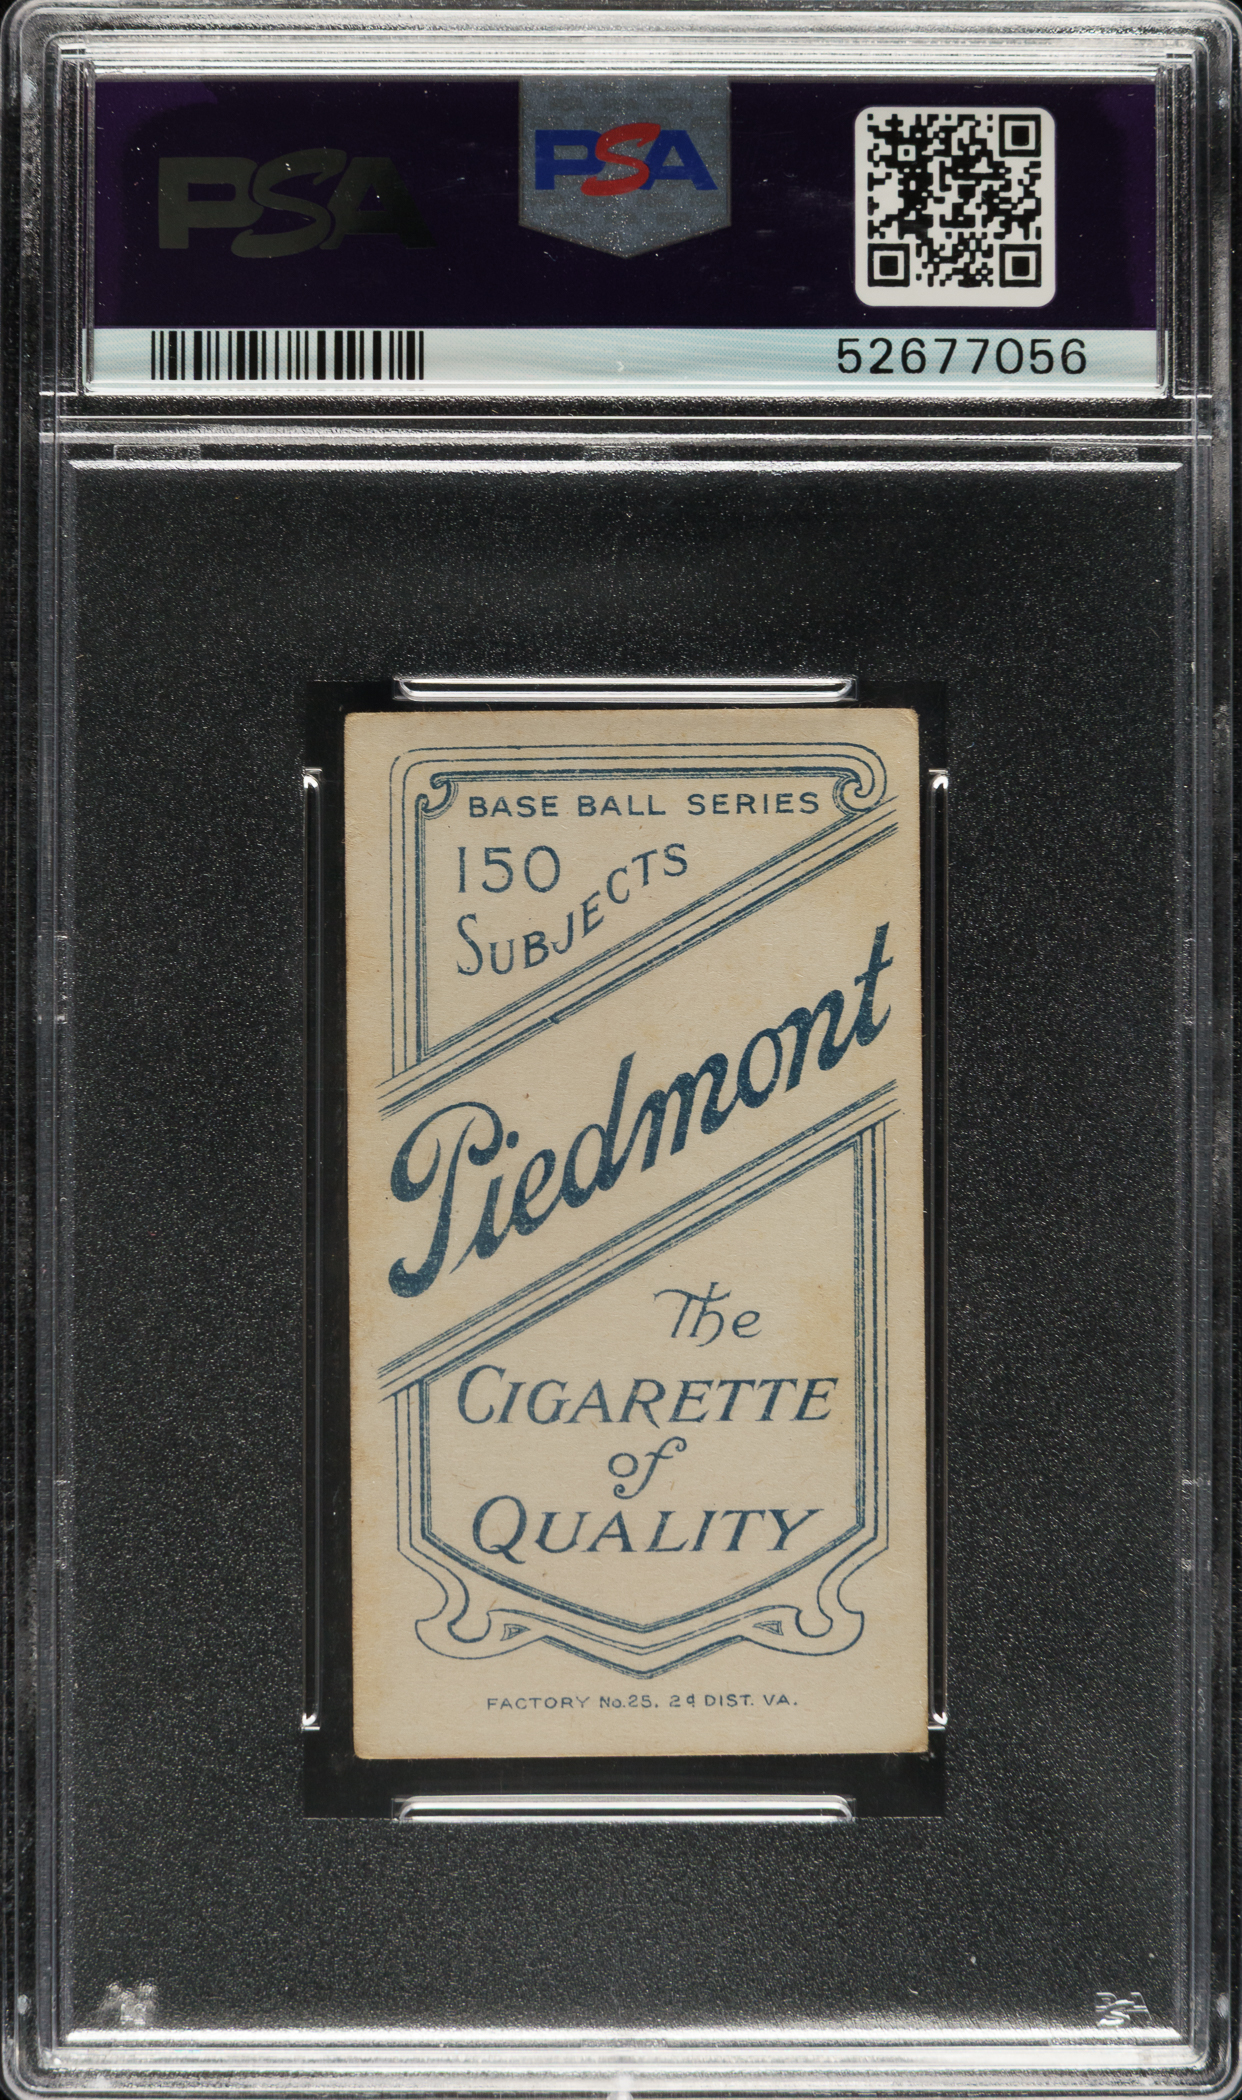 PSA
PSA
52677056
BASE BALL SERIES
150
SUBJECTS
Piedmont
The
CIGARETTE
of
QUALITY
FACTORY No.25, 2d DIST. VA.
PSA